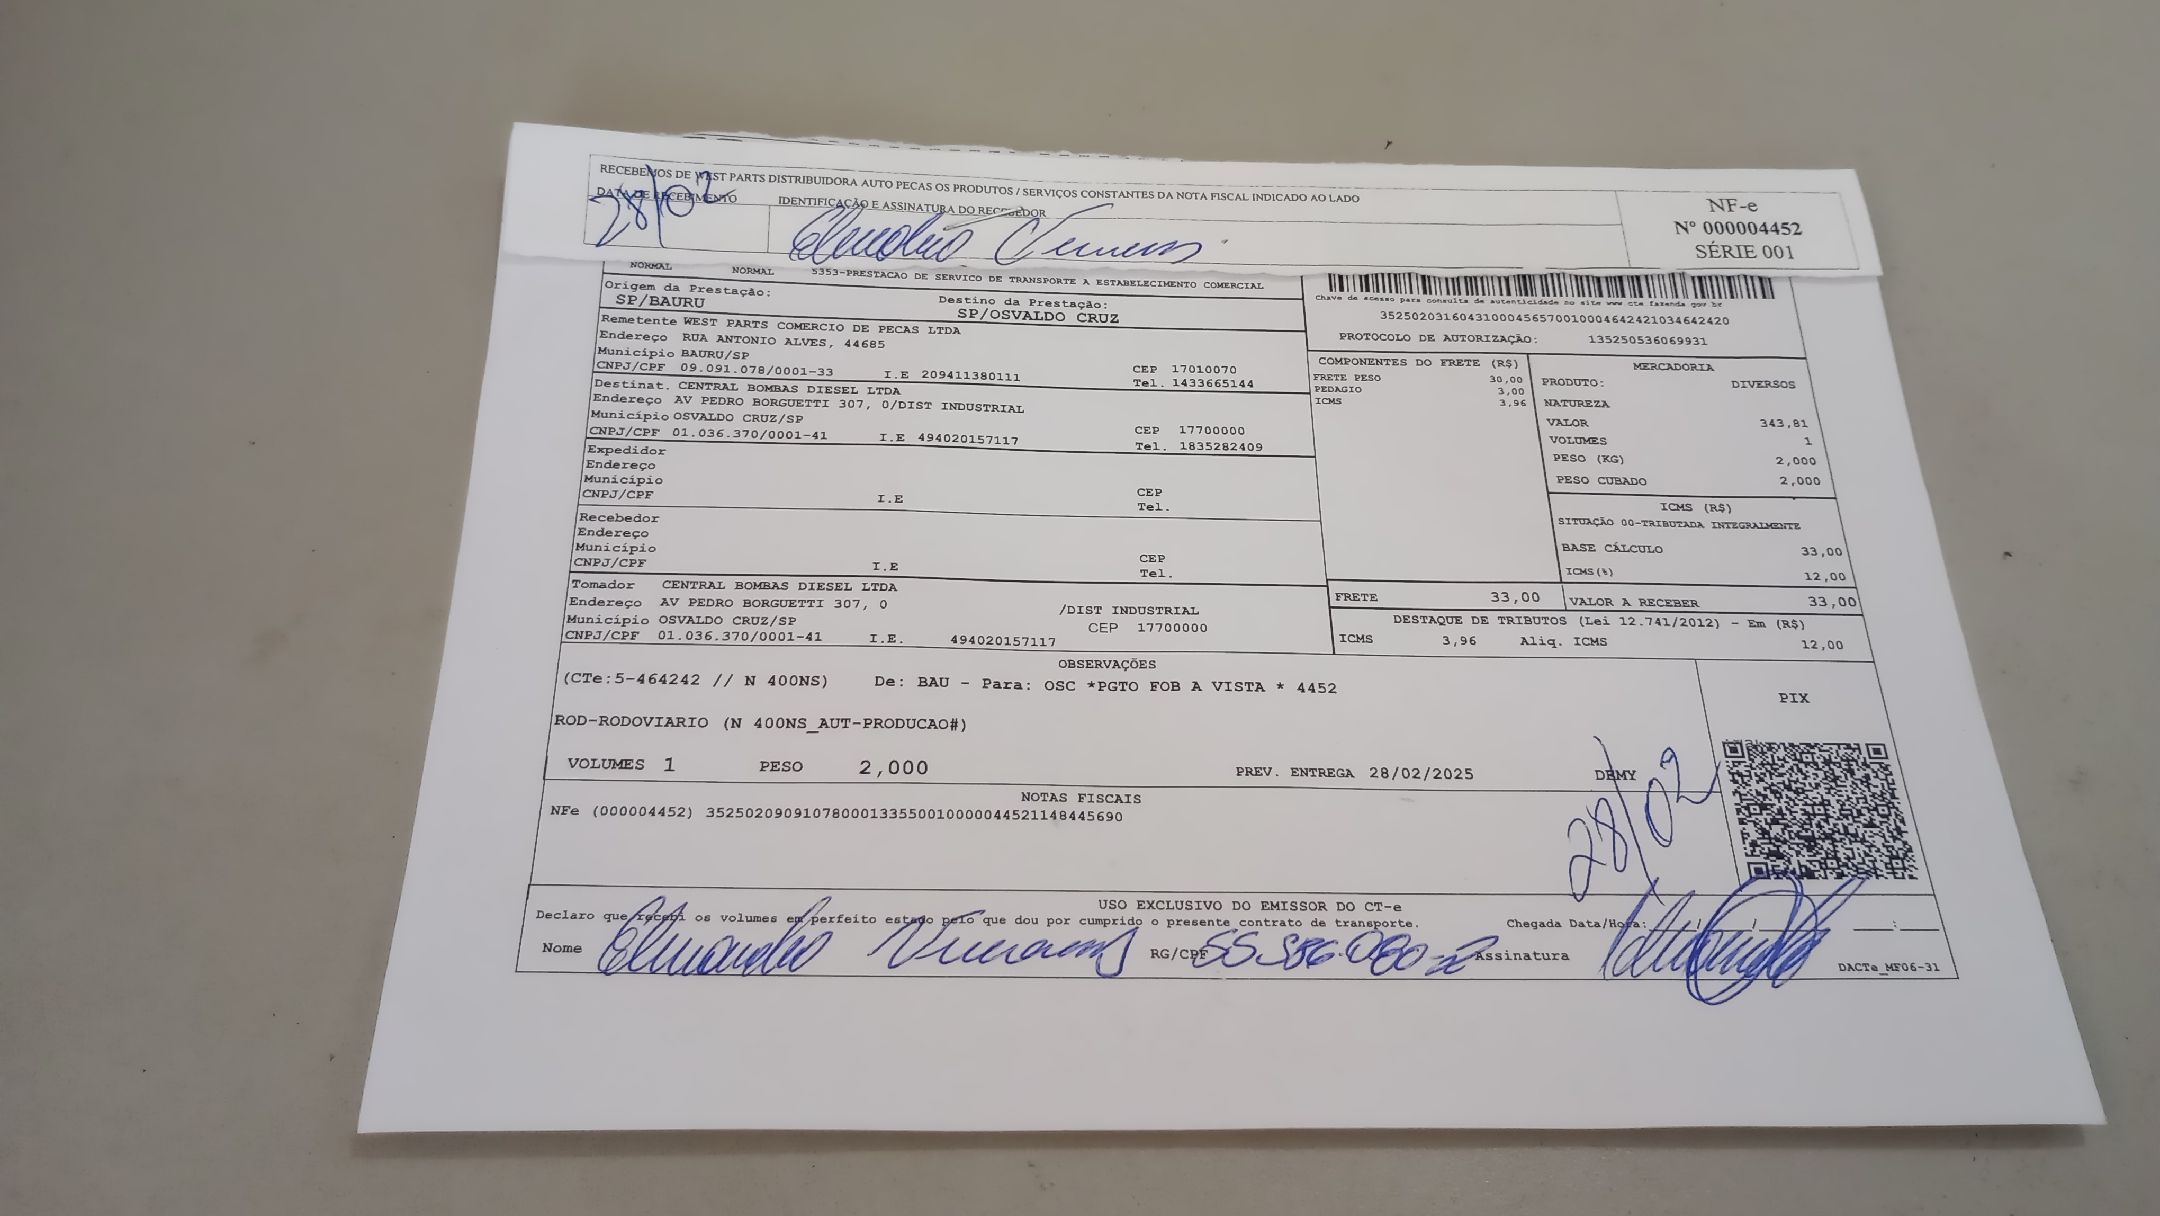 RECEBEMOS DE WEST PARTS DISTRIBUIDORA AUTO PECAS OS PRODUTOS / SERVIÇOS CONSTANTES DA NOTA FISCAL INDICADO AO LADO
DATA DE RECEBIMENTO IDENTIFICAÇÃO E ASSINATURA DO RECEBEDOR
28/02
NF-e
Nº 000004452
SÉRIE 001
NORMAL NORMAL 5353-PRESTACAO DE SERVICO DE TRANSPORTE A ESTABELECIMENTO COMERCIAL
Origem da Prestação: Destino da Prestação:
SP/BAURU SP/OSVALDO CRUZ
Remetente WEST PARTS COMERCIO DE PECAS LTDA
Endereço RUA ANTONIO ALVES, 44685
Município BAURU/SP CEP 17010070
CNPJ/CPF 09.091.078/0001-33 I.E 209411380111 Tel. 1433665144
Destinat. CENTRAL BOMBAS DIESEL LTDA
Endereço AV PEDRO BORGUETTI 307, 0/DIST INDUSTRIAL
Município OSVALDO CRUZ/SP CEP 17700000
CNPJ/CPF 01.036.370/0001-41 I.E 494020157117 Tel. 1835282409
Expedidor
Endereço
Município CEP
CNPJ/CPF I.E Tel.
Recebedor
Endereço
Município CEP
CNPJ/CPF I.E Tel.
Tomador CENTRAL BOMBAS DIESEL LTDA
Endereço AV PEDRO BORGUETTI 307, 0 /DIST INDUSTRIAL
Município OSVALDO CRUZ/SP CEP 17700000
CNPJ/CPF 01.036.370/0001-41 I.E. 494020157117
Chave de acesso para consulta de autenticidade no site www cte fazenda gov br
35250203160431000456570010004642421034642420
PROTOCOLO DE AUTORIZAÇÃO: 135250536069931
COMPONENTES DO FRETE (R$)
FRETE PESO 30,00
PEDAGIO 3,00
ICMS 3,96
MERCADORIA
PRODUTO: DIVERSOS
NATUREZA
VALOR 343,81
VOLUMES 1
PESO (KG) 2,000
PESO CUBADO 2,000
ICMS (R$)
SITUAÇÃO 00-TRIBUTADA INTEGRALMENTE
BASE CÁLCULO 33,00
ICMS(%) 12,00
FRETE 33,00 VALOR A RECEBER 33,00
DESTAQUE DE TRIBUTOS (Lei 12.741/2012) - Em (R$)
ICMS 3,96 Aliq. ICMS 12,00
OBSERVAÇÕES
(CTe:5-464242 // N 400NS) De: BAU - Para: OSC *PGTO FOB A VISTA * 4452
ROD-RODOVIARIO (N 400NS_AUT-PRODUCAO#)
VOLUMES 1 PESO 2,000 PREV. ENTREGA 28/02/2025 DEMY
PIX
NOTAS FISCAIS
NFe (000004452) 35250209091078000133550010000044521148445690
28/02
USO EXCLUSIVO DO EMISSOR DO CT-e
Declaro que recebi os volumes em perfeito estado pelo que dou por cumprido o presente contrato de transporte. Chegada Data/Hora:
Nome RG/CPF Assinatura
DACTe_MF06-31